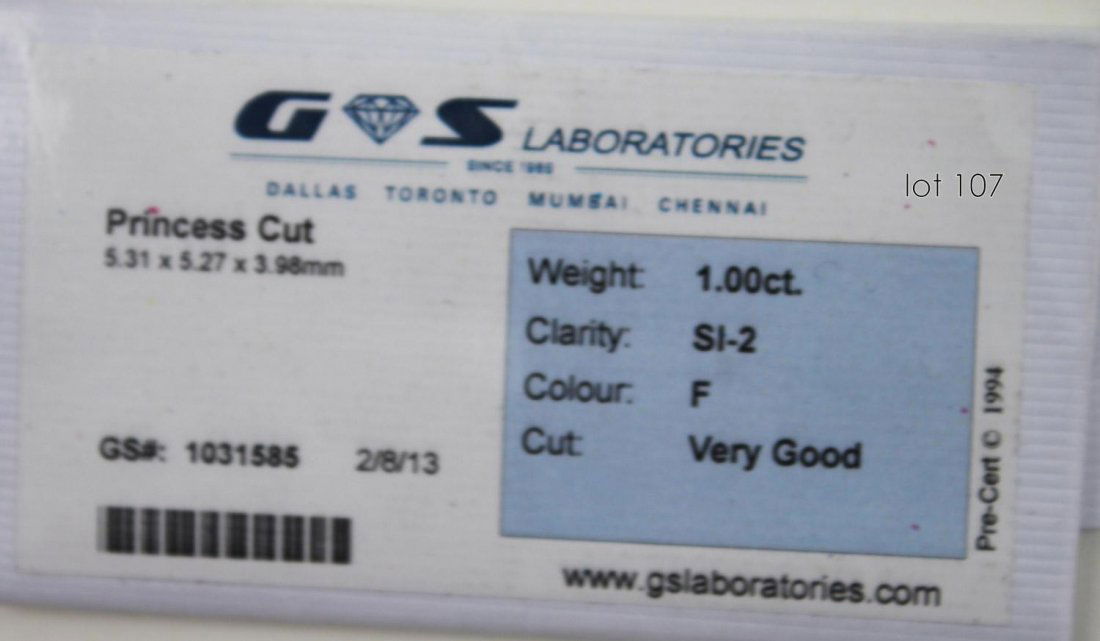 GS LABORATORIES
SINCE 1985
DALLAS TORONTO MUMBAI CHENNAI
lot 107
Princess Cut
5.31 x 5.27 x 3.98mm
Weight: 1.00ct.
Clarity: SI-2
Colour: F
Cut: Very Good
GS#: 1031585 2/8/13
Pre-Cert © 1994
www.gslaboratories.com